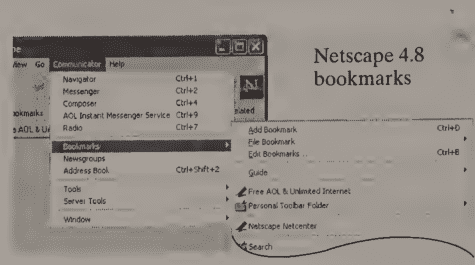 Netscape 4.8
bookmarks
View Go Communicator Help
Navigator Ctrl+1
Messenger Ctrl+2
Composer Ctrl+4
AOL Instant Messenger Service Ctrl+9
Radio Ctrl+7
Bookmarks
Newsgroups
Address Book Ctrl+Shift+2
Tools
Server Tools
Window
Add Bookmark Ctrl+D
File Bookmark
Edit Bookmarks... Ctrl+B
Guide
Free AOL & Unlimited Internet
Personal Toolbar Folder
Netscape Netcenter
Search